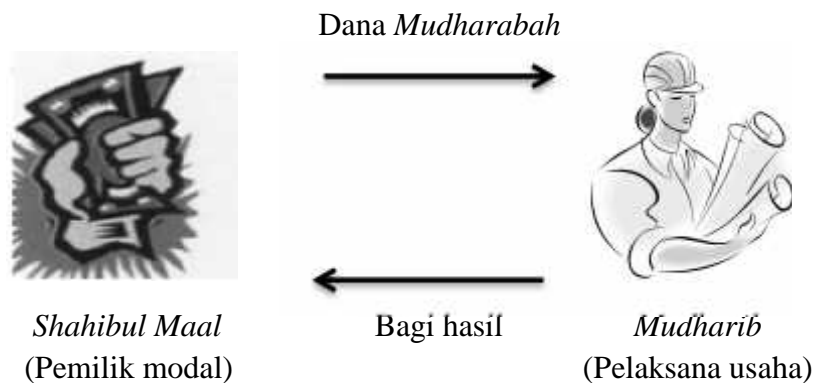 Dana Mudharabah
Shahibul Maal
(Pemilik modal)
Bagi hasil
Mudharib
(Pelaksana usaha)